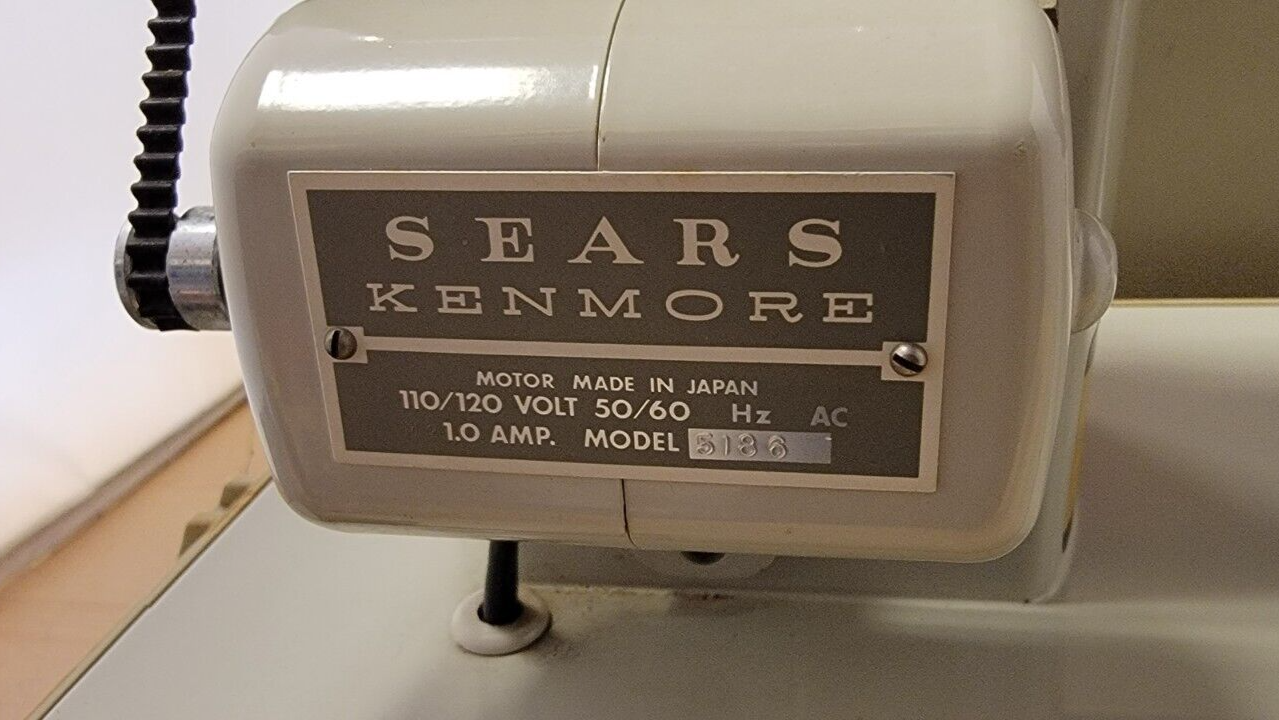 SEARS
KENMORE
MOTOR MADE IN JAPAN
110/120 VOLT 50/60 Hz AC
1.0 AMP. MODEL 5186